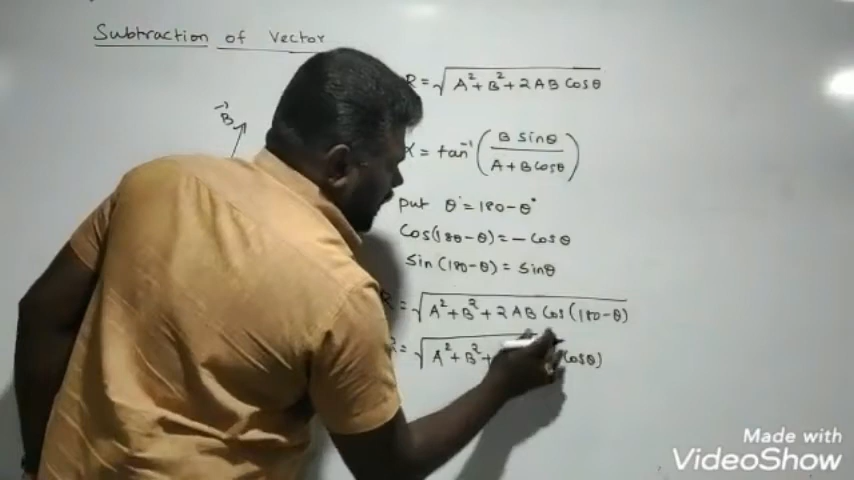 Subtraction of Vector
R = √A²+B²+2AB Cosθ
B⃗
α = tan⁻¹ (B sinθ / A+Bcosθ)
put θ = 180-θ
Cos(180-θ) = -Cosθ
sin(180-θ) = sinθ
R = √A²+B²+2AB Cos(180-θ)
= √A²+B²+ cosθ)
Made with
VideoShow